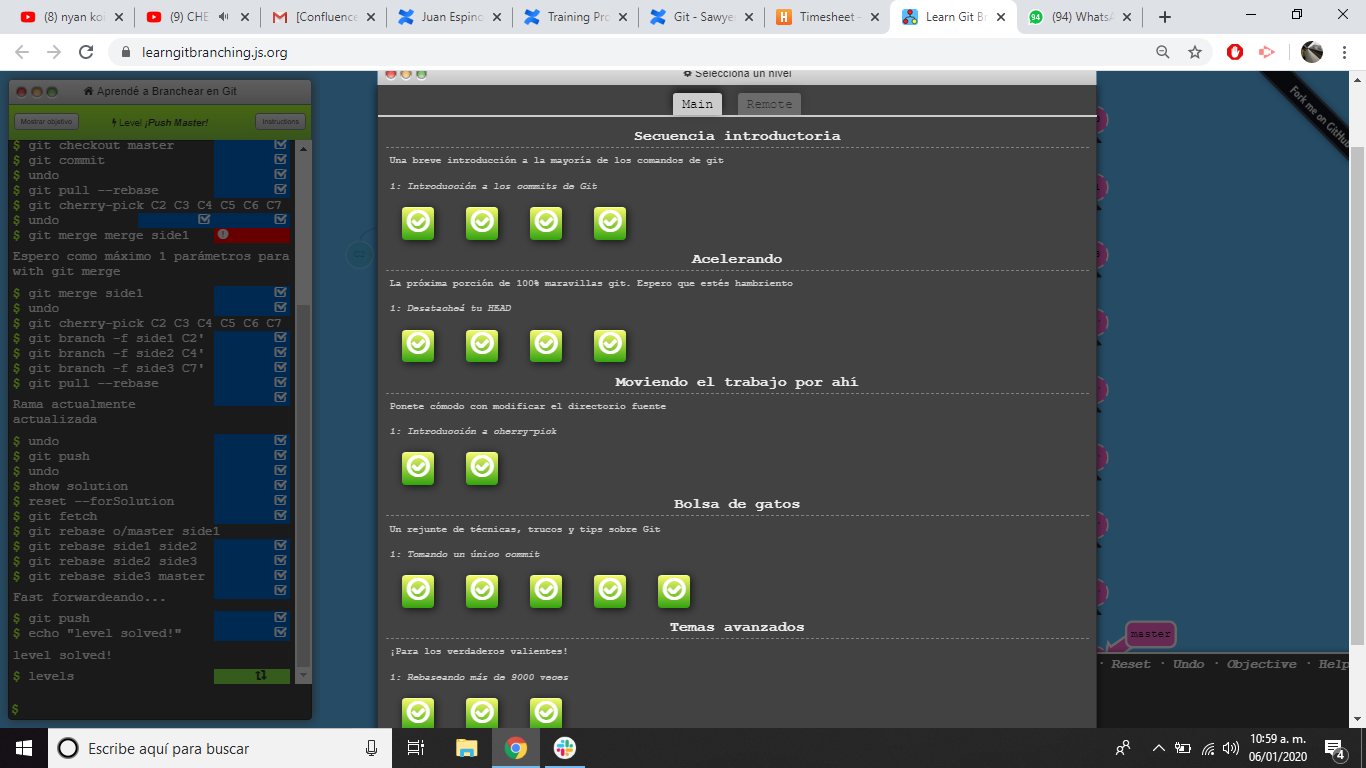 (8) nyan koi
(9) CHE
[Confluence
Juan Espino
Training Pro
Git - Sawye
Timesheet -
Learn Git Br
(94) WhatsA
learngitbranching.js.org
Aprendé a Branchear en Git
Mostrar objetivo
Level ¡Push Master!
Instructions
$ git checkout master
$ git commit
$ undo
$ git pull --rebase
$ git cherry-pick C2 C3 C4 C5 C6 C7
$ undo
$ git merge merge side1
Espero como máximo 1 parámetros para
with git merge
$ git merge side1
$ undo
$ git cherry-pick C2 C3 C4 C5 C6 C7
$ git branch -f side1 C2'
$ git branch -f side2 C4'
$ git branch -f side3 C7'
$ git pull --rebase
Rama actualmente
actualizada
$ undo
$ git push
$ undo
$ show solution
$ reset --forSolution
$ git fetch
$ git rebase o/master side1
$ git rebase side1 side2
$ git rebase side2 side3
$ git rebase side3 master
Fast forwardeando...
$ git push
$ echo "level solved!"
level solved!
$ levels
$
Selecciona un nivel
Main
Remote
Secuencia introductoria
Una breve introducción a la mayoría de los comandos de git
1: Introducción a los commits de Git
Acelerando
La próxima porción de 100% maravillas git. Espero que estés hambriento
1: Desatacheá tu HEAD
Moviendo el trabajo por ahí
Ponete cómodo con modificar el directorio fuente
1: Introducción a cherry-pick
Bolsa de gatos
Un rejunte de técnicas, trucos y tips sobre Git
1: Tomando un único commit
Temas avanzados
¡Para los verdaderos valientes!
1: Rebaseando más de 9000 veces
Fork me on GitHub
master
· Reset · Undo · Objective · Help
Escribe aquí para buscar
10:59 a. m.
06/01/2020
4